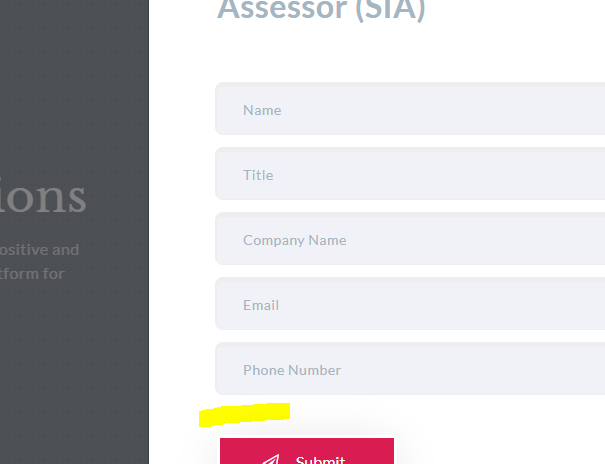 Assessor (SIA)
Name
Title
ions
Company Name
ositive and
tform for
Email
Phone Number
Submit